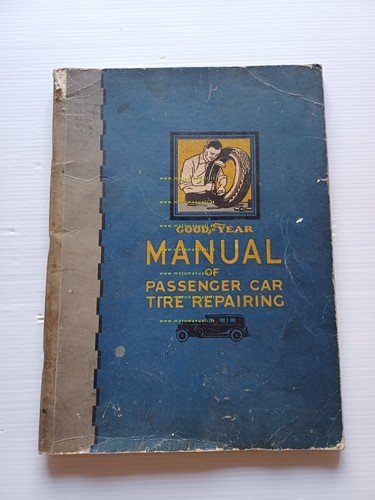 GOOD YEAR
MANUAL
OF
PASSENGER CAR
TIRE REPAIRING